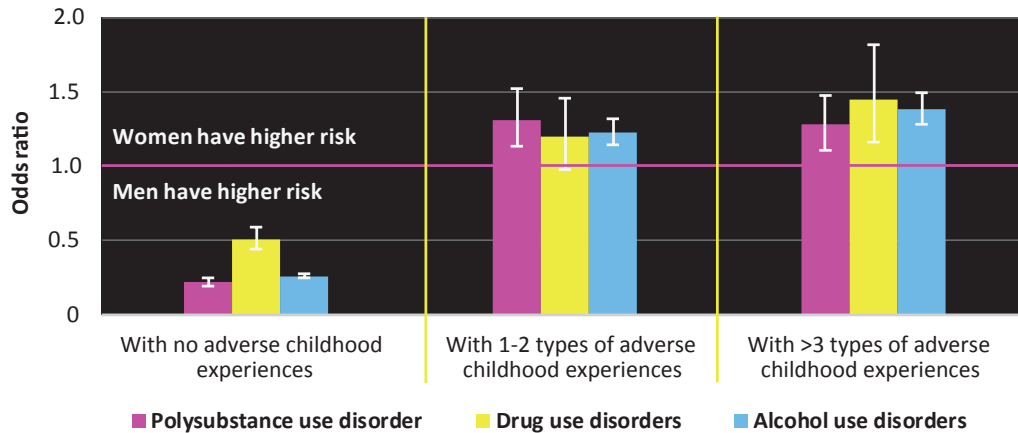 2.0
1.5
1.0
0.5
0
Odds ratio
Women have higher risk
Men have higher risk
With no adverse childhood
experiences
With 1-2 types of adverse
childhood experiences
With >3 types of adverse
childhood experiences
Polysubstance use disorder
Drug use disorders
Alcohol use disorders